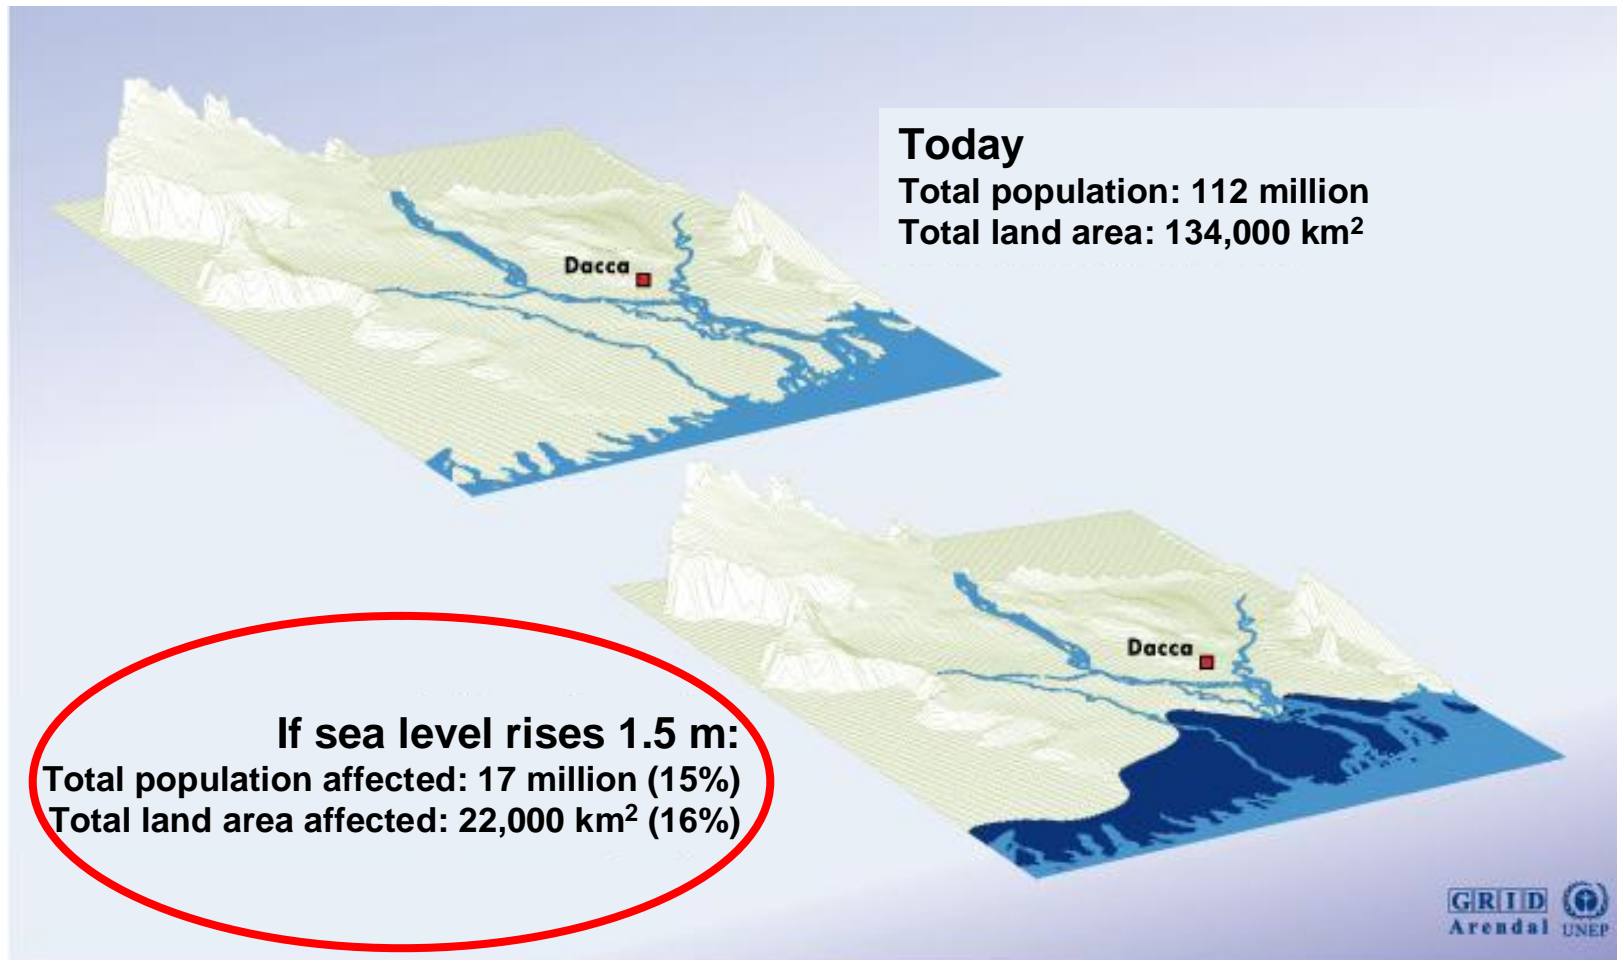 Today
Total population: 112 million
Total land area: 134,000 km²
Dacca
Dacca
If sea level rises 1.5 m:
Total population affected: 17 million (15%)
Total land area affected: 22,000 km² (16%)
GRID
Arendal
UNEP